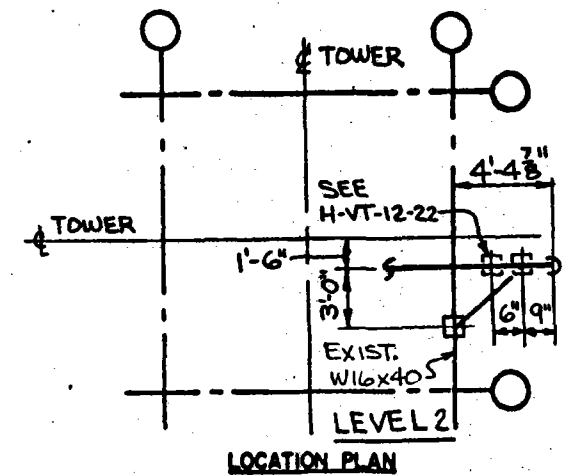 ℄ TOWER
4'-4 7/8"
SEE
H-VT-12-22
℄ TOWER
1'-6"
3'-0"
6"
9"
EXIST.
W16x40
LEVEL 2
LOCATION PLAN